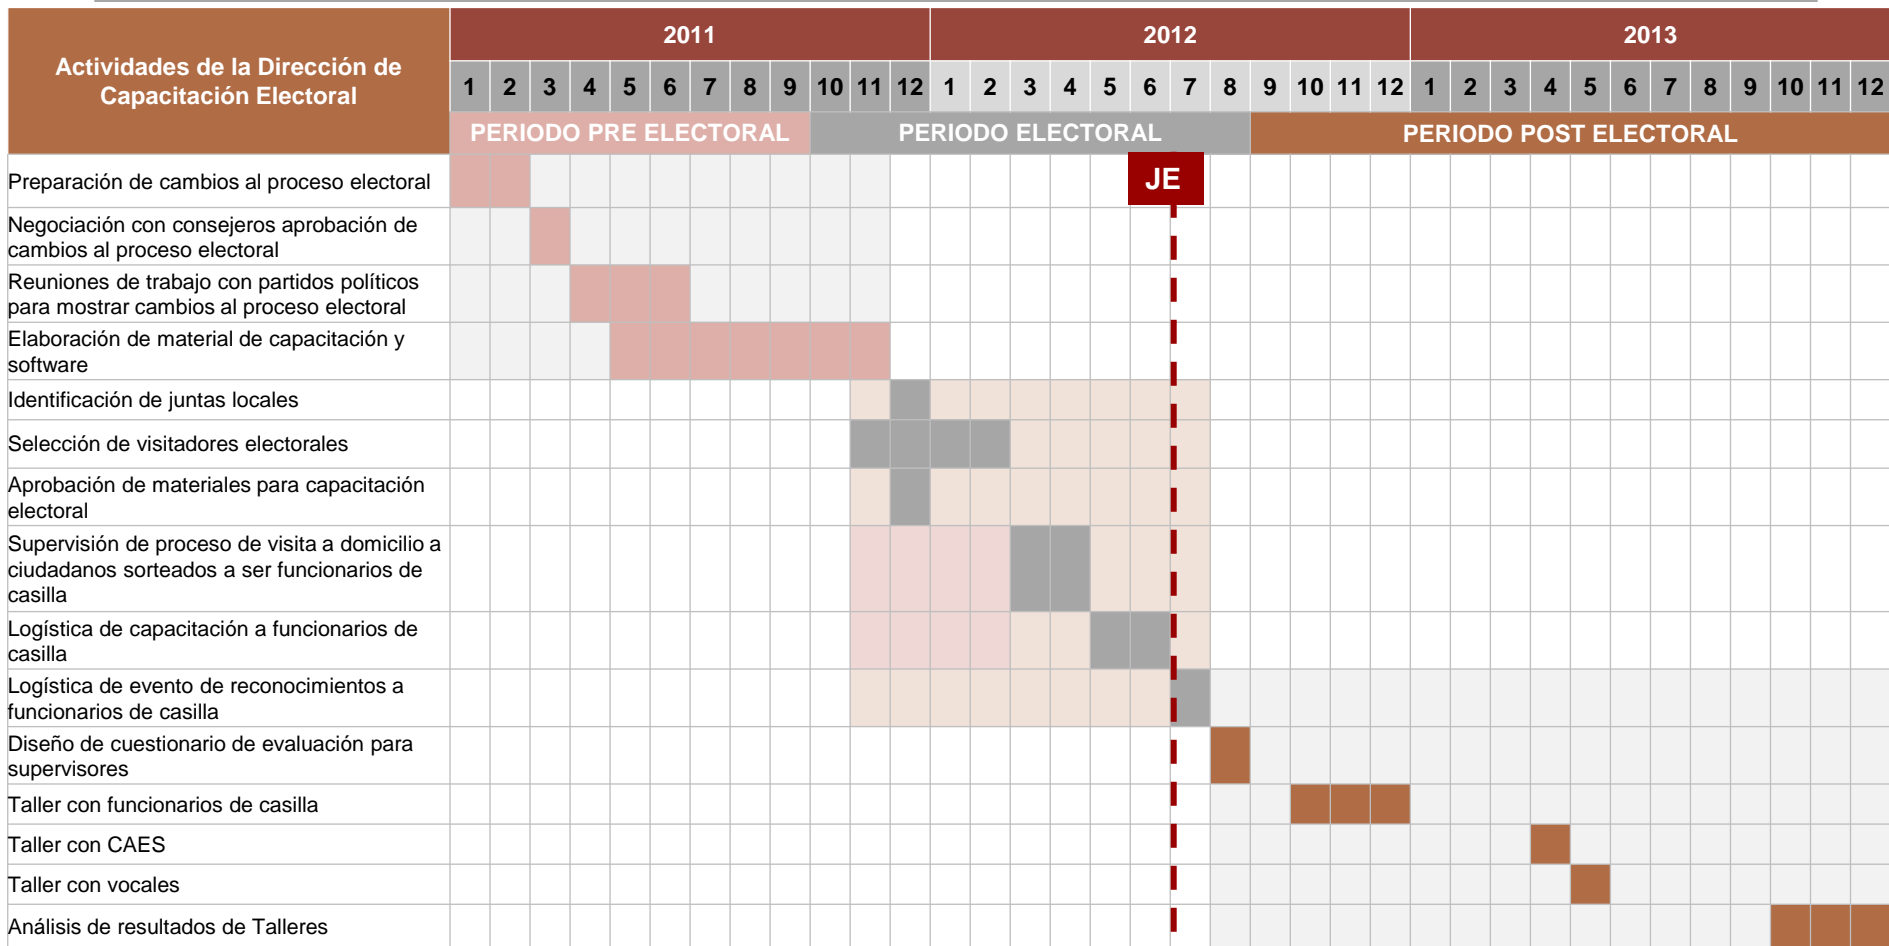 Actividades de la Dirección de
Capacitación Electoral
2011 2012 2013
1 2 3 4 5 6 7 8 9 10 11 12 1 2 3 4 5 6 7 8 9 10 11 12 1 2 3 4 5 6 7 8 9 10 11 12
PERIODO PRE ELECTORAL PERIODO ELECTORAL PERIODO POST ELECTORAL
Preparación de cambios al proceso electoral
JE
Negociación con consejeros aprobación de
cambios al proceso electoral
Reuniones de trabajo con partidos políticos
para mostrar cambios al proceso electoral
Elaboración de material de capacitación y
software
Identificación de juntas locales
Selección de visitadores electorales
Aprobación de materiales para capacitación
electoral
Supervisión de proceso de visita a domicilio a
ciudadanos sorteados a ser funcionarios de
casilla
Logística de capacitación a funcionarios de
casilla
Logística de evento de reconocimientos a
funcionarios de casilla
Diseño de cuestionario de evaluación para
supervisores
Taller con funcionarios de casilla
Taller con CAES
Taller con vocales
Análisis de resultados de Talleres